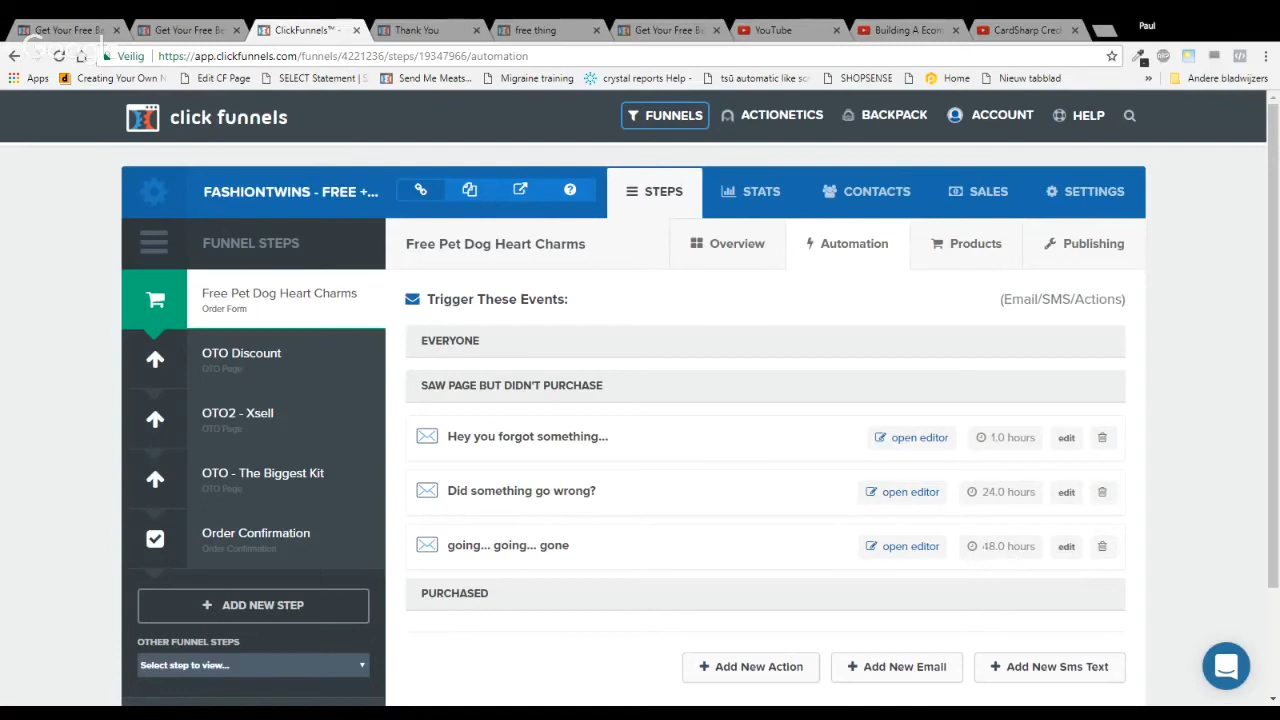 Get Your Free Be
Get Your Free Be
ClickFunnels™ -
Thank You
free thing
Get Your Free Be
YouTube
Building A Ecom
CardSharp Cred
Paul
Veilig
https://app.clickfunnels.com/funnels/4221236/steps/19347966/automation
Apps
Creating Your Own
Edit CF Page
SELECT Statement |
Send Me Meats...
Migraine training
crystal reports Help -
isū automatic like scr
SHOPSENSE
Home
Nieuw tabblad
»
Andere bladwijzers
click funnels
FUNNELS
ACTIONETICS
BACKPACK
ACCOUNT
HELP
FASHIONTWINS - FREE +...
STEPS
STATS
CONTACTS
SALES
SETTINGS
FUNNEL STEPS
Free Pet Dog Heart Charms
Overview
Automation
Products
Publishing
Free Pet Dog Heart Charms
Order Form
OTO Discount
OTO Page
OTO2 - Xsell
OTO Page
OTO - The Biggest Kit
OTO Page
Order Confirmation
Order Confirmation
+ ADD NEW STEP
OTHER FUNNEL STEPS
Select step to view...
Trigger These Events:
(Email/SMS/Actions)
EVERYONE
SAW PAGE BUT DIDN'T PURCHASE
Hey you forgot something...
open editor
1.0 hours
edit
Did something go wrong?
open editor
24.0 hours
edit
going... going... gone
open editor
48.0 hours
edit
PURCHASED
+ Add New Action
+ Add New Email
+ Add New Sms Text